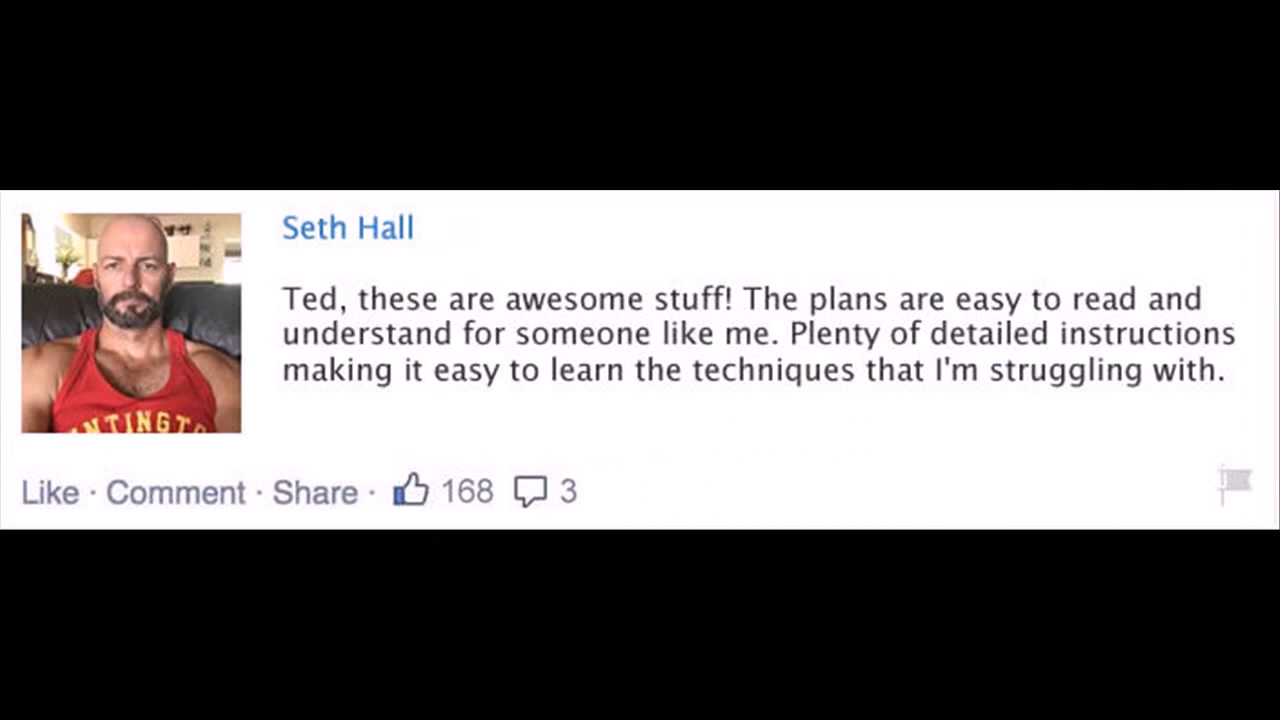 Seth Hall
Ted, these are awesome stuff! The plans are easy to read and
understand for someone like me. Plenty of detailed instructions
making it easy to learn the techniques that I'm struggling with.
NTINGT
Like · Comment · Share · 168 3